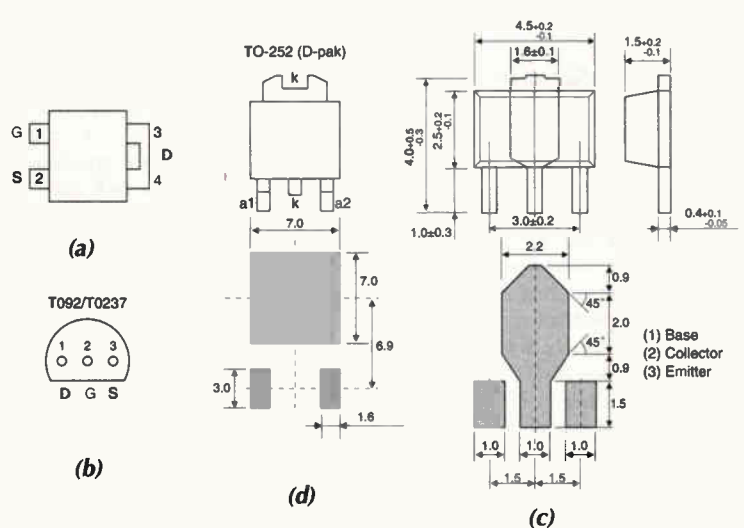 G 1 3
D
S 2 4
(a)
T092/T0237
1 2 3
D G S
(b)
TO-252 (D-pak)
k
a1 k a2
7.0
7.0
6.9
3.0
1.6
(d)
4.5+0.2
-0.1
1.6±0.1
1.5+0.2
-0.1
4.0+0.5
-0.3
2.5+0.2
-0.1
1.0±0.3
3.0±0.2
0.4+0.1
-0.05
2.2
0.9
45°
2.0
45°
0.9
1.5
(1) Base
(2) Collector
(3) Emitter
1.0 1.0 1.0
1.5 1.5
(c)